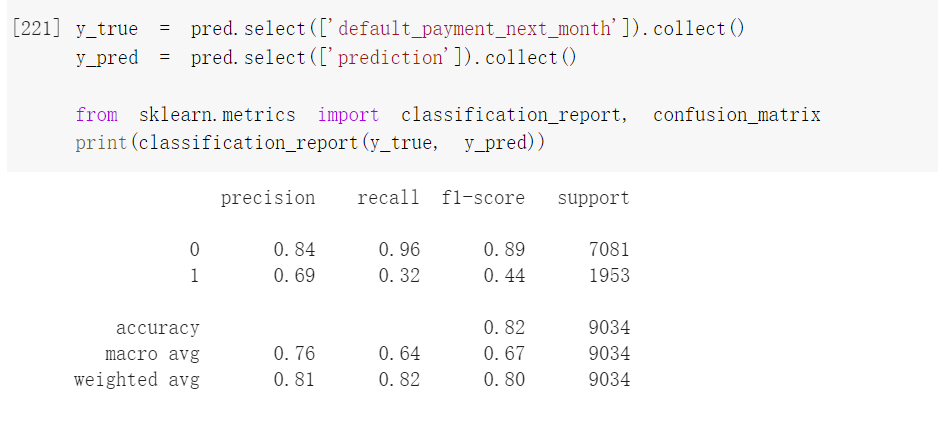 [221] y_true = pred.select(['default_payment_next_month']).collect()
y_pred = pred.select(['prediction']).collect()
from sklearn.metrics import classification_report, confusion_matrix
print(classification_report(y_true, y_pred))
precision recall f1-score support
0 0.84 0.96 0.89 7081
1 0.69 0.32 0.44 1953
accuracy 0.82 9034
macro avg 0.76 0.64 0.67 9034
weighted avg 0.81 0.82 0.80 9034